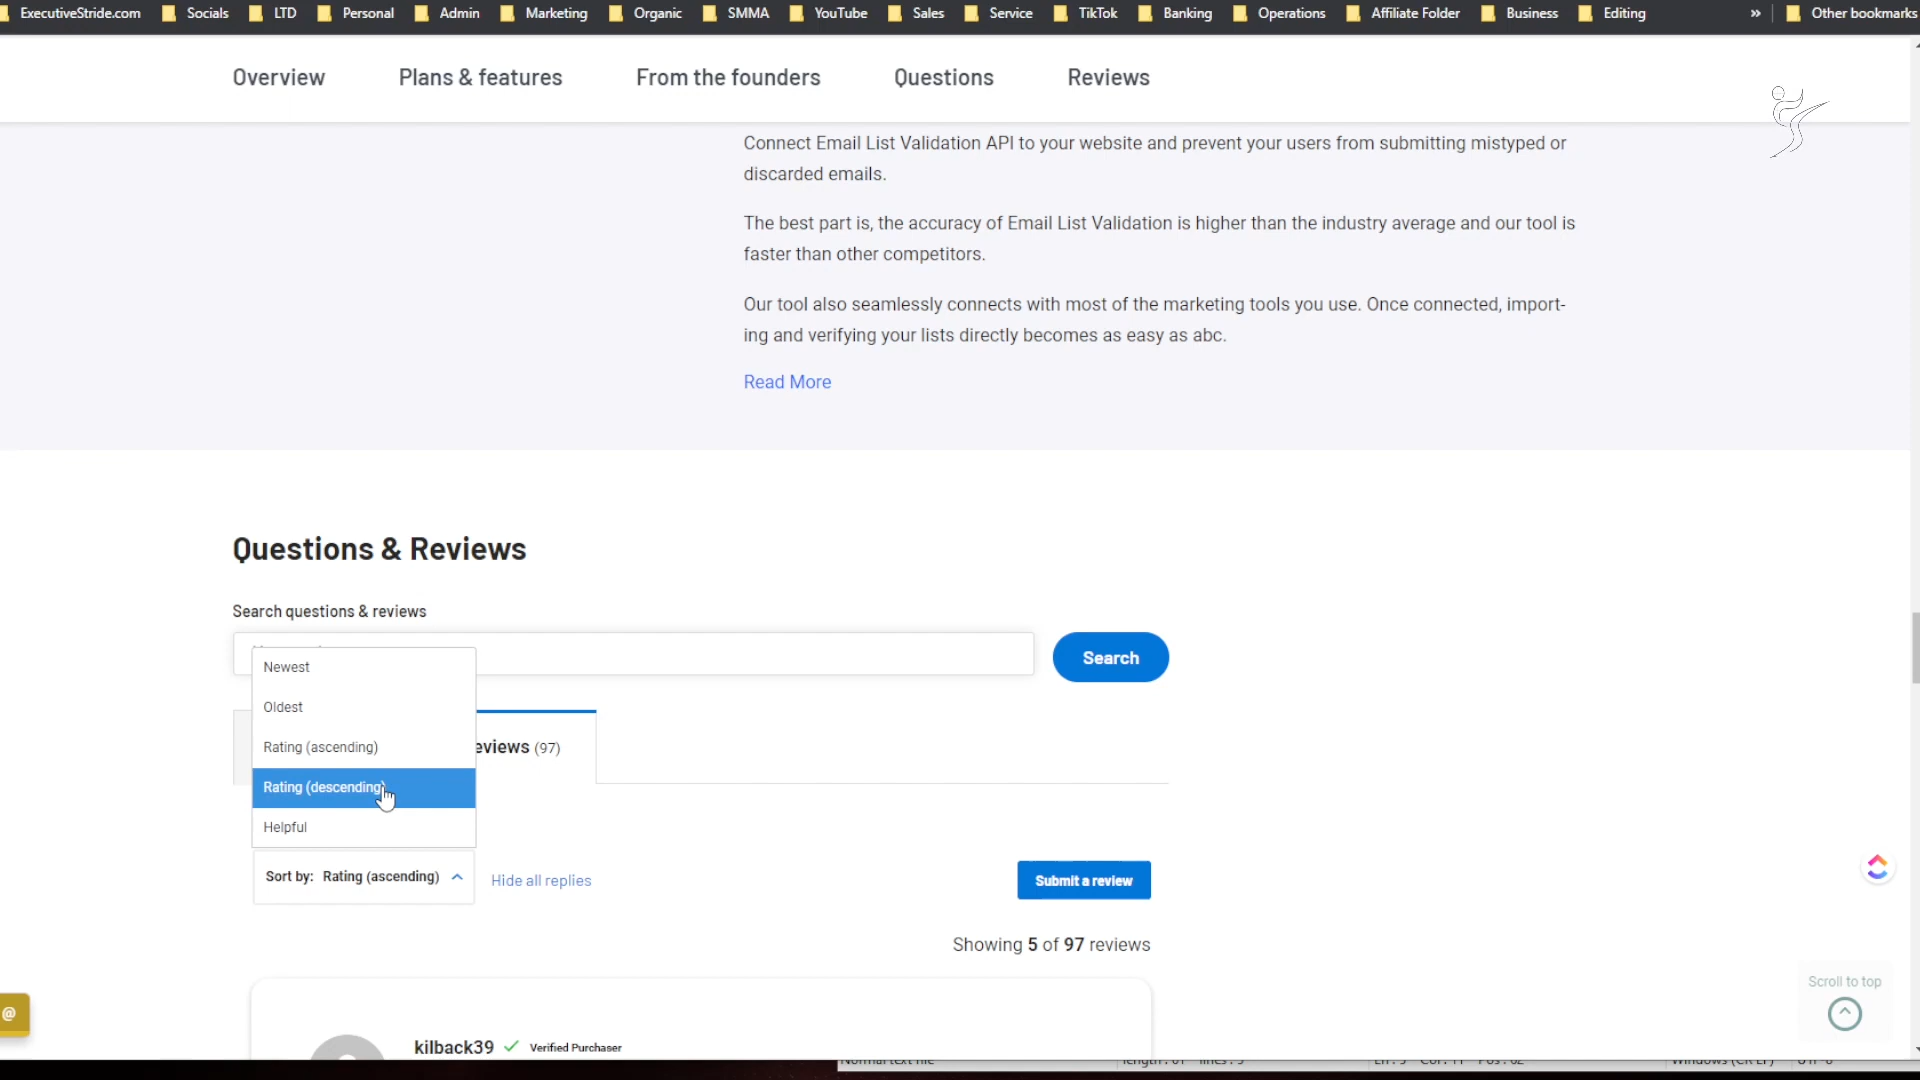 ExecutiveStride.com Socials LTD Personal Admin Marketing Organic SMMA YouTube Sales Service TikTok Banking Operations Affiliate Folder Business Editing » Other bookmarks
Overview Plans & features From the founders Questions Reviews
Connect Email List Validation API to your website and prevent your users from submitting mistyped or
discarded emails.
The best part is, the accuracy of Email List Validation is higher than the industry average and our tool is
faster than other competitors.
Our tool also seamlessly connects with most of the marketing tools you use. Once connected, import-
ing and verifying your lists directly becomes as easy as abc.
Read More
Questions & Reviews
Search questions & reviews
Search
Newest
Oldest
Rating (ascending)
eviews (97)
Rating (descending)
Helpful
Sort by: Rating (ascending) Hide all replies Submit a review
Showing 5 of 97 reviews
Scroll to top
@
kilback39 Verified Purchaser